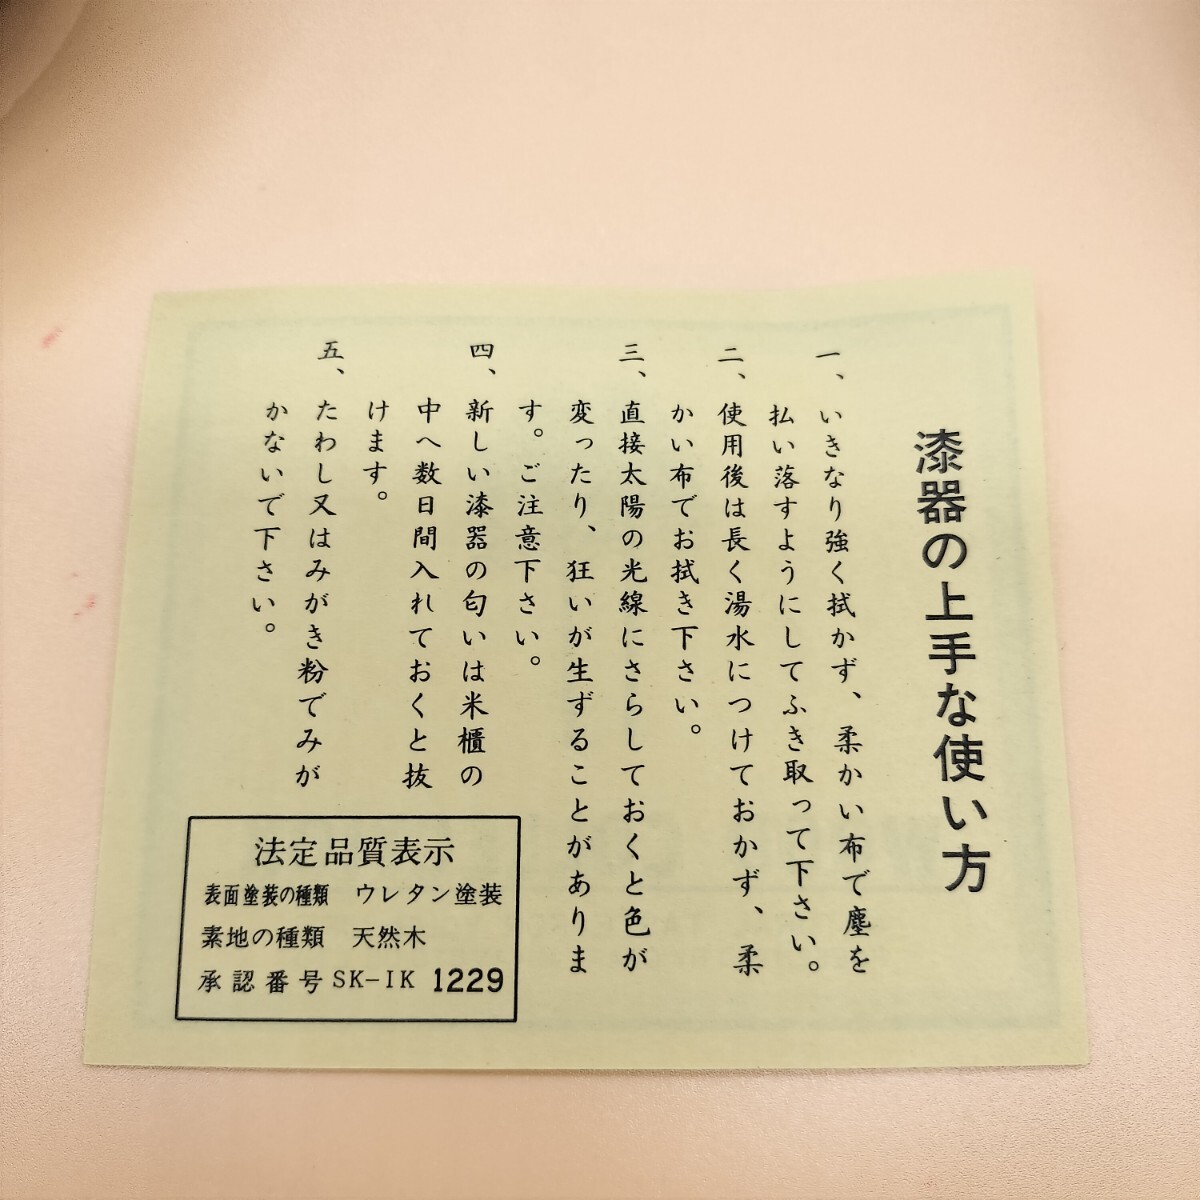 漆器の上手な使い方
一、いきなり強く拭かず、柔かい布で塵を
払い落すようにしてふき取って下さい。
二、使用後は長く湯水につけておかず、柔
かい布でお拭き下さい。
三、直接太陽の光線にさらしておくと色が
変ったり、狂いが生ずることがありま
す。ご注意下さい。
四、新しい漆器の匂いは米櫃の
中へ数日間入れておくと抜
けます。
五、たわし又はみがき粉でみが
かないで下さい。
法定品質表示
表面塗装の種類 ウレタン塗装
素地の種類 天然木
承認番号 SK-IK 1229